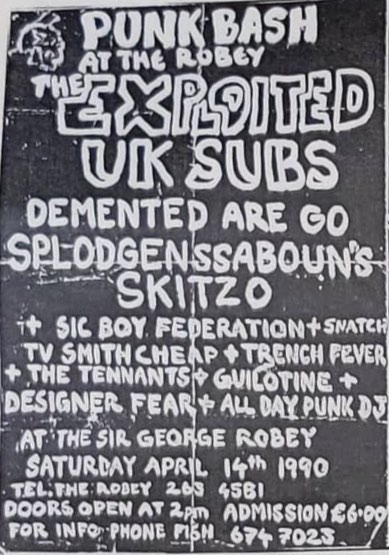 PUNK BASH
AT THE ROBEY
THE EXPLOITED
UK SUBS
DEMENTED ARE GO
SPLODGENSSABOUN'S
SKITZO
+ SIC BOY FEDERATION + SNATCH
TV SMITH CHEAP + TRENCH FEVER
+ THE TENNANTS + GUILOTINE +
DESIGNER FEAR + ALL DAY PUNK DJ
AT THE SIR GEORGE ROBEY
SATURDAY APRIL 14th 1990
TEL. THE ROBEY 263 4581
DOORS OPEN AT 2pm ADMISSION £6.00
FOR INFO PHONE FISH 674 7023